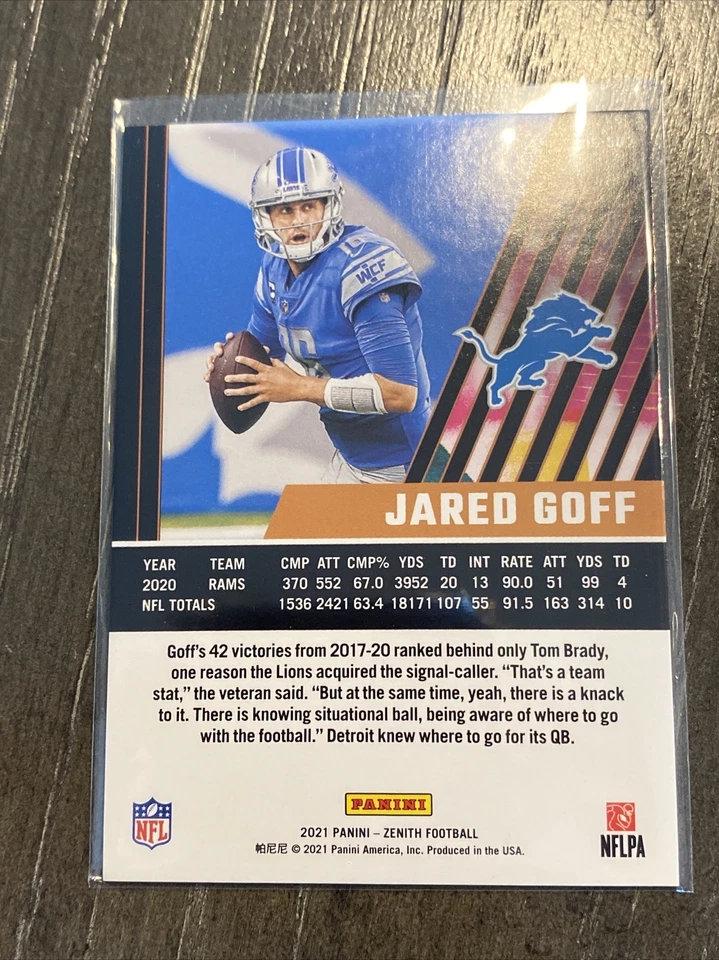 LIONS
WCF
16
16
JARED GOFF
YEAR TEAM CMP ATT CMP% YDS TD INT RATE ATT YDS TD
2020 RAMS 370 552 67.0 3952 20 13 90.0 51 99 4
NFL TOTALS 1536 2421 63.4 18171 107 55 91.5 163 314 10
Goff's 42 victories from 2017-20 ranked behind only Tom Brady,
one reason the Lions acquired the signal-caller. “That's a team
stat,” the veteran said. “But at the same time, yeah, there is a knack
to it. There is knowing situational ball, being aware of where to go
with the football.” Detroit knew where to go for its QB.
NFL
PANINI
NFLPA
2021 PANINI – ZENITH FOOTBALL
帕尼尼 © 2021 Panini America, Inc. Produced in the USA.